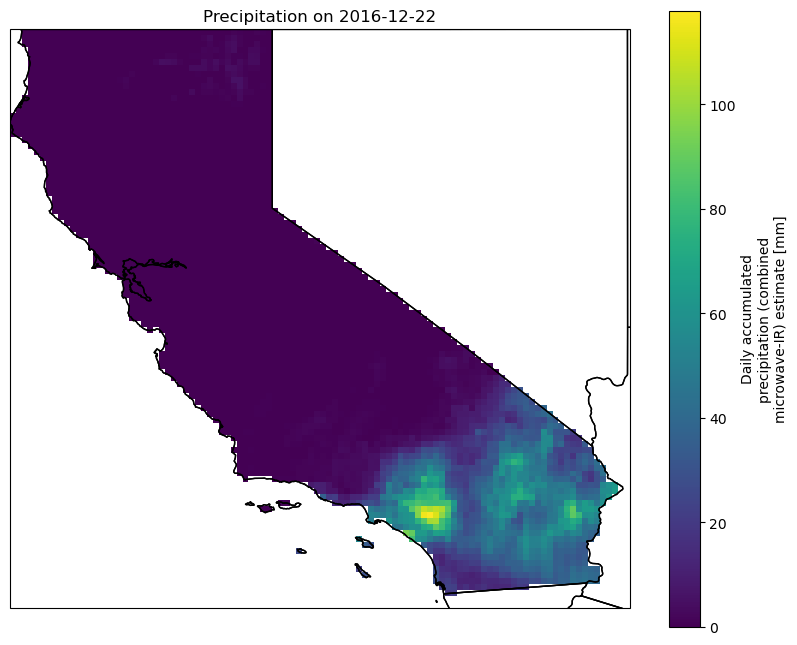 Precipitation on 2016-12-22
100
80
60
40
20
0
Daily accumulated
precipitation (combined
microwave-IR) estimate [mm]